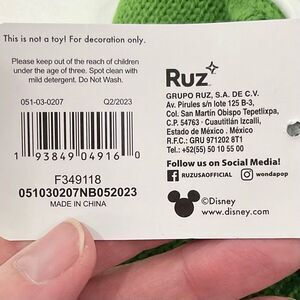 This is not a toy! For decoration only.
Please keep out of the reach of children
under the age of three. Spot clean with
mild detergent. Do Not Wash.
051-03-0207 Q2/2023
1 93849 04916 0
F349118
051030207NB052023
MADE IN CHINA
Ruz
GRUPO RUZ, S.A. DE C.V.
Av. Pirules s/n lote 125 B-3,
Col. San Martín Obispo Tepetlixpa,
C.P. 54763 · Cuautitlán Izcalli,
Estado de México . México
R.F.C.: GRU 971202 8T1
Tel.: +52(55) 50 10 55 00
Follow us on Social Media!
RUZUSAOFFICIAL wondapop
©Disney
www.disney.com